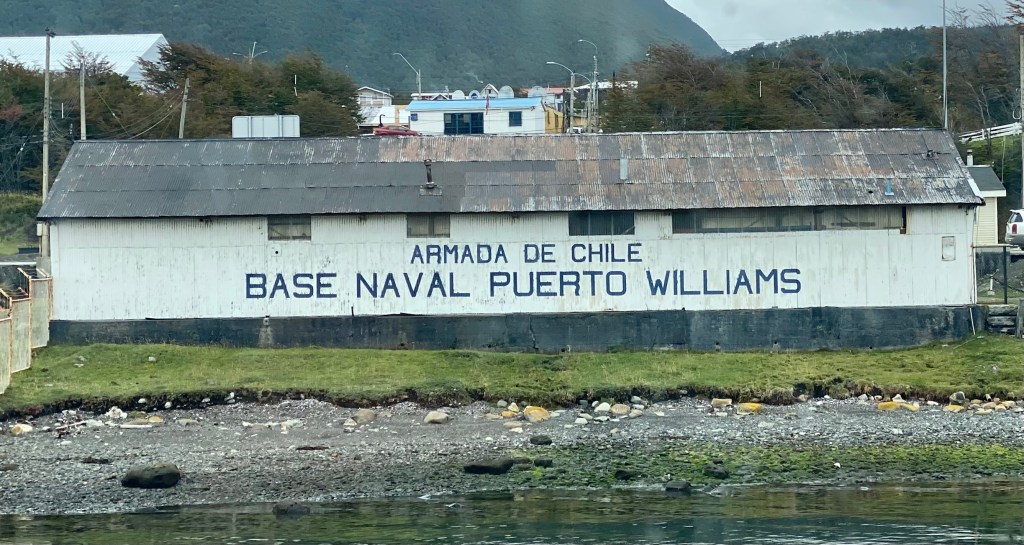 ARMADA DE CHILE
BASE NAVAL PUERTO WILLIAMS